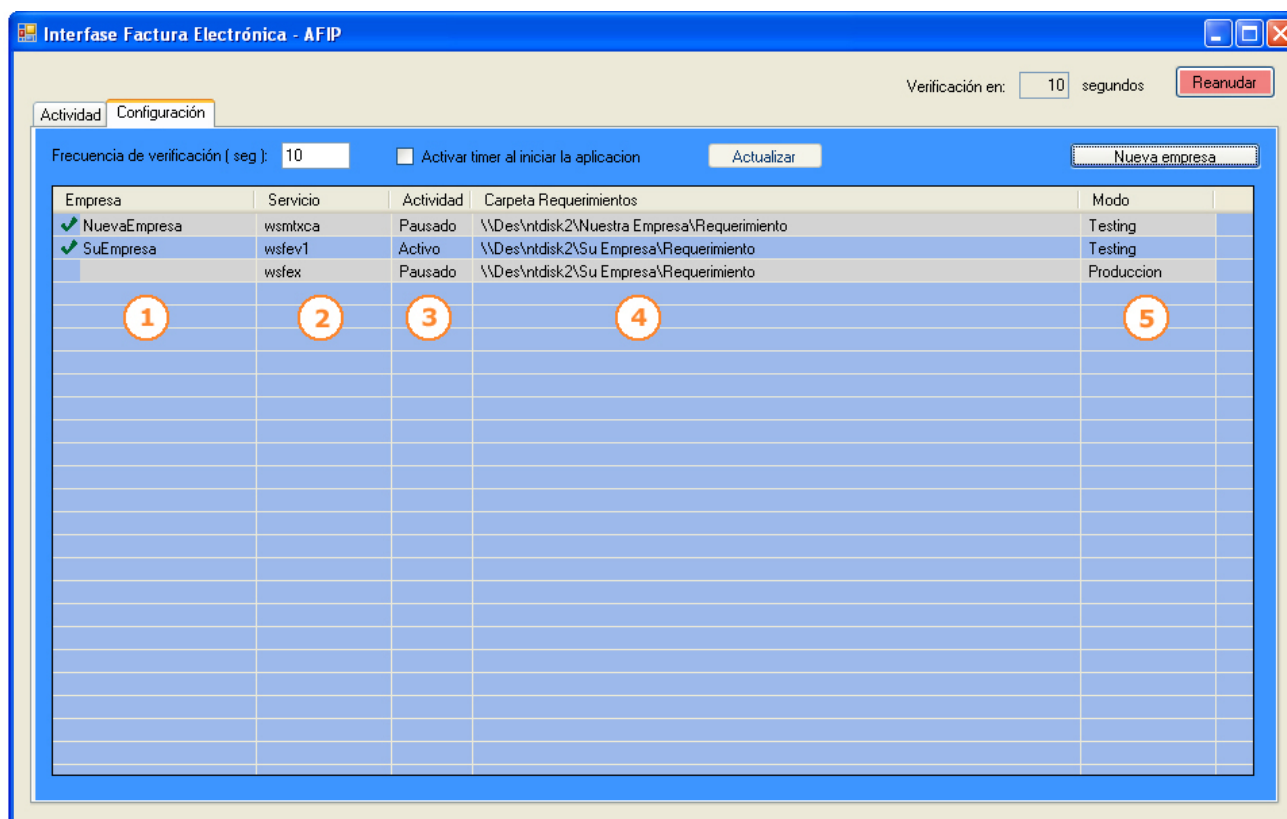 Interfase Factura Electrónica - AFIP
Verificación en: 10 segundos Reanudar
Actividad Configuración
Frecuencia de verificación ( seg ): 10 Activar timer al iniciar la aplicacion Actualizar Nueva empresa
Empresa Servicio Actividad Carpeta Requerimientos Modo
NuevaEmpresa wsmtxca Pausado \\Des\ntdisk2\Nuestra Empresa\Requerimiento Testing
SuEmpresa wsfev1 Activo \\Des\ntdisk2\Su Empresa\Requerimiento Testing
wsfex Pausado \\Des\ntdisk2\Su Empresa\Requerimiento Produccion
1 2 3 4 5